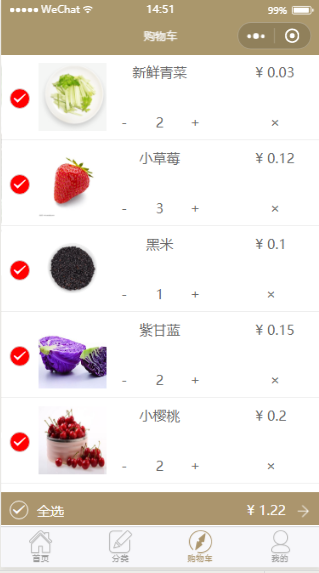 WeChat 14:51 99%
购物车
新鲜青菜 ¥ 0.03
- 2 + ×
小草莓 ¥ 0.12
- 3 + ×
黑米 ¥ 0.1
- 1 + ×
紫甘蓝 ¥ 0.15
- 2 + ×
小樱桃 ¥ 0.2
- 2 + ×
全选 ¥ 1.22
首页 分类 购物车 我的